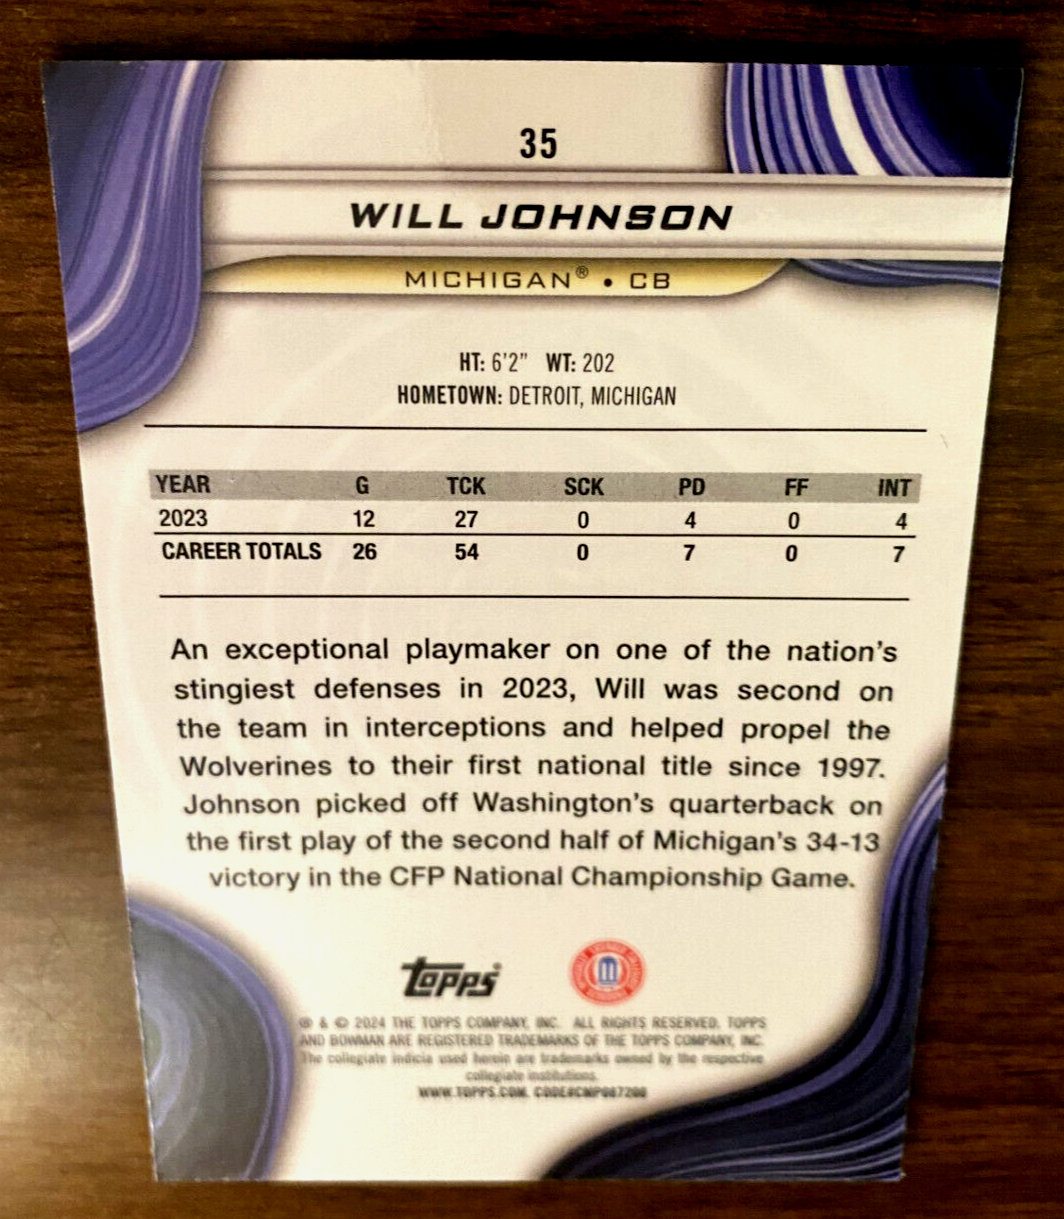 35
WILL JOHNSON
MICHIGAN® • CB
HT: 6'2" WT: 202
HOMETOWN: DETROIT, MICHIGAN
YEAR G TCK SCK PD FF INT
2023 12 27 0 4 0 4
CAREER TOTALS 26 54 0 7 0 7
An exceptional playmaker on one of the nation's
stingiest defenses in 2023, Will was second on
the team in interceptions and helped propel the
Wolverines to their first national title since 1997.
Johnson picked off Washington's quarterback on
the first play of the second half of Michigan's 34-13
victory in the CFP National Championship Game.
Topps
® & © 2024 THE TOPPS COMPANY, INC. ALL RIGHTS RESERVED. TOPPS
AND BOWMAN ARE REGISTERED TRADEMARKS OF THE TOPPS COMPANY, INC.
The collegiate indicia used herein are trademarks owned by the respective
collegiate institutions.
WWW.TOPPS.COM. CODE#CMP087200